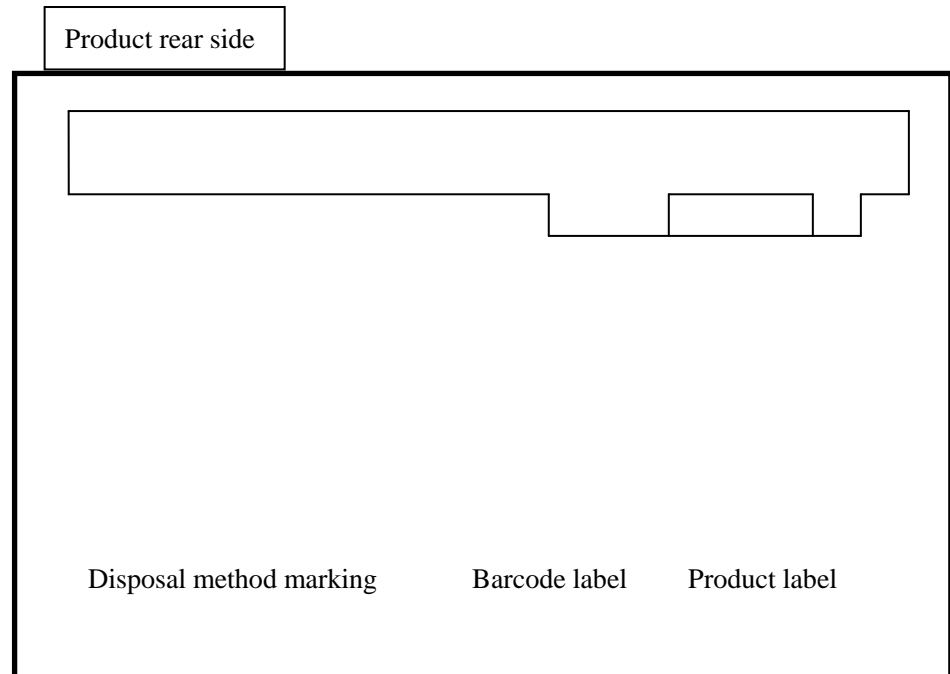 Product rear side
Disposal method marking Barcode label Product label